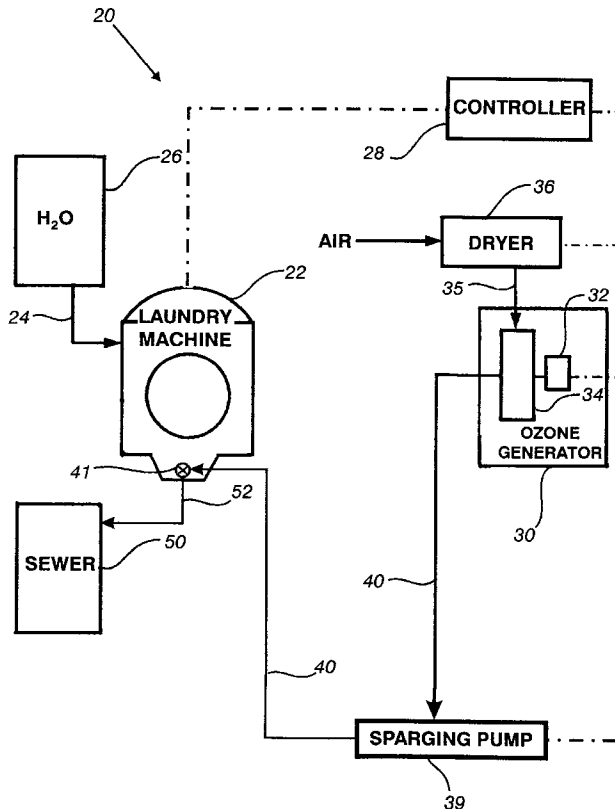 20
CONTROLLER
28
26
H₂O
36
AIR
DRYER
35
22
24
LAUNDRY
MACHINE
32
34
OZONE
GENERATOR
30
41
52
50
SEWER
40
40
SPARGING PUMP
39